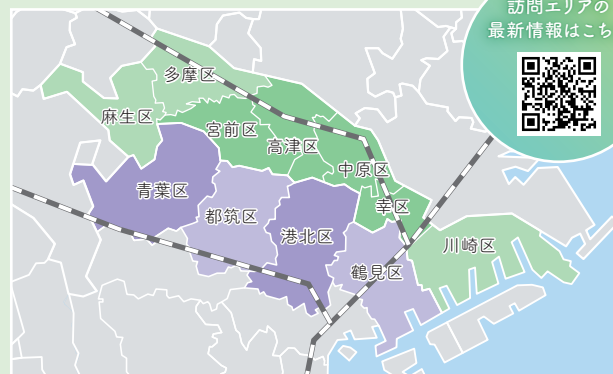 訪問エリアの
最新情報はこち
多摩区
麻生区
宮前区
高津区
中原区
青葉区
都筑区
幸区
港北区
川崎区
鶴見区